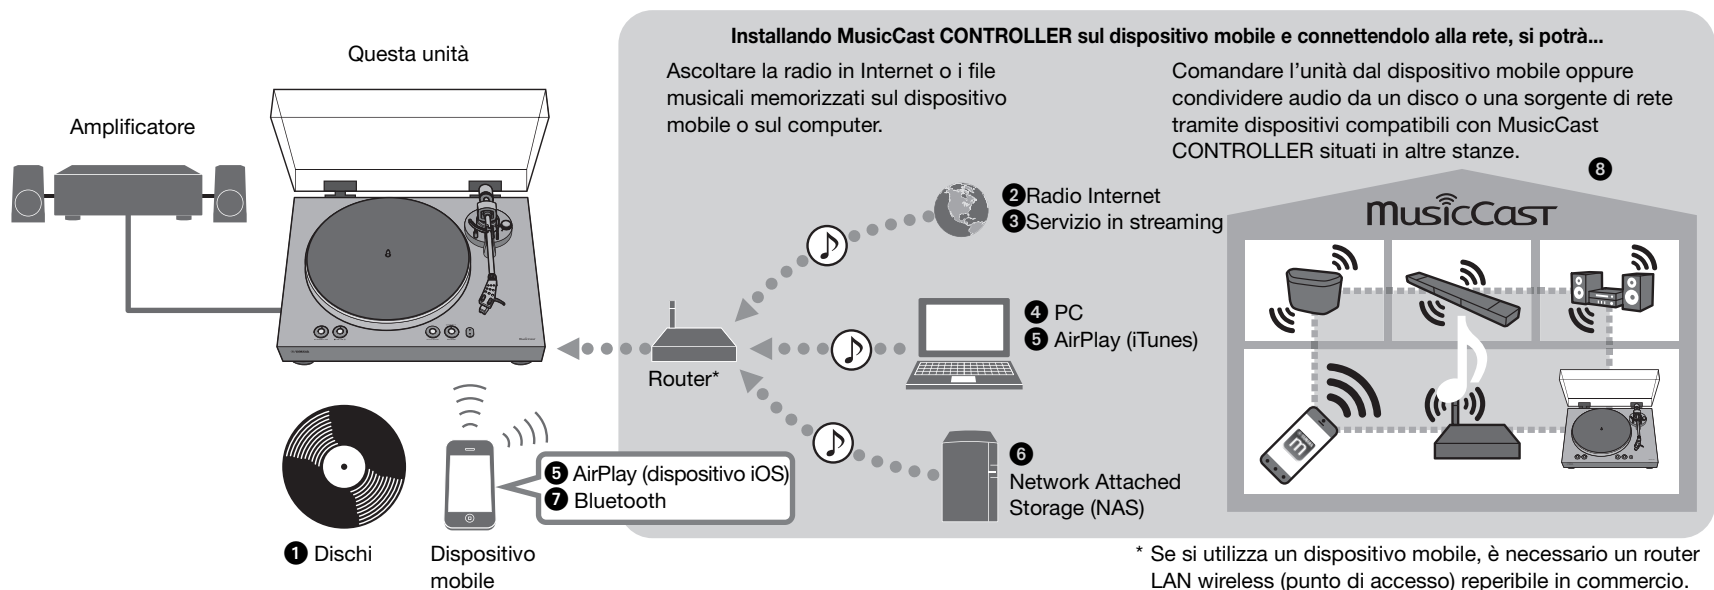 Installando MusicCast CONTROLLER sul dispositivo mobile e connettendolo alla rete, si potrà...
Questa unità
Amplificatore
Ascoltare la radio in Internet o i file
musicali memorizzati sul dispositivo
mobile o sul computer.
Comandare l'unità dal dispositivo mobile oppure
condividere audio da un disco o una sorgente di rete
tramite dispositivi compatibili con MusicCast
CONTROLLER situati in altre stanze.
8
MusicCast
2 Radio Internet
3 Servizio in streaming
4 PC
5 AirPlay (iTunes)
Router*
6
Network Attached
Storage (NAS)
5 AirPlay (dispositivo iOS)
7 Bluetooth
1 Dischi
Dispositivo
mobile
* Se si utilizza un dispositivo mobile, è necessario un router
LAN wireless (punto di accesso) reperibile in commercio.